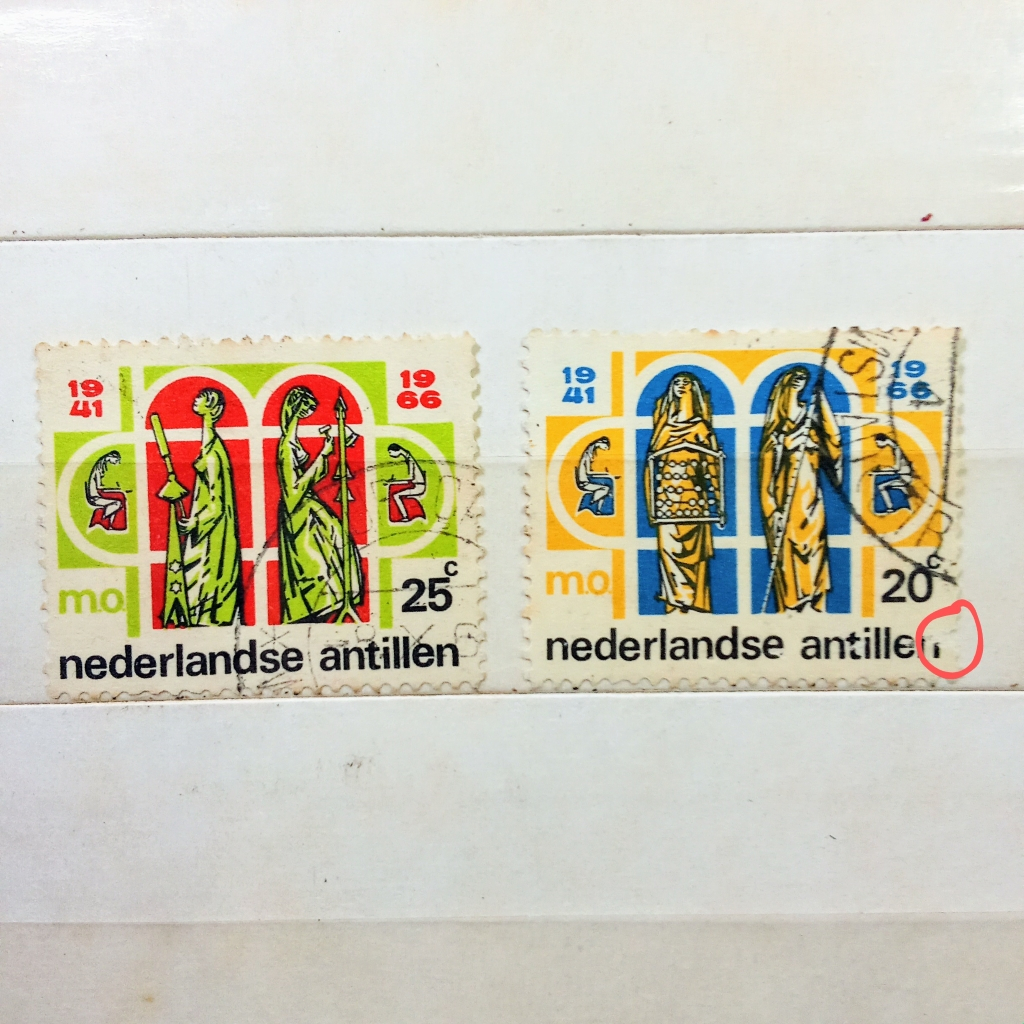 19
41
19
66
m.o.
25c
nederlandse antillen
19
41
19
66
m.o.
20c
nederlandse antillen